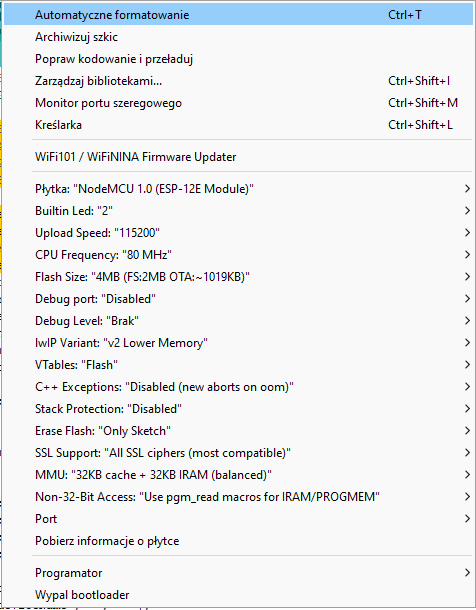 Automatyczne formatowanie Ctrl+T
Archiwizuj szkic
Popraw kodowanie i przeładuj
Zarządzaj bibliotekami... Ctrl+Shift+I
Monitor portu szeregowego Ctrl+Shift+M
Kreślarka Ctrl+Shift+L
WiFi101 / WiFiNINA Firmware Updater
Płytka: "NodeMCU 1.0 (ESP-12E Module)"
Builtin Led: "2"
Upload Speed: "115200"
CPU Frequency: "80 MHz"
Flash Size: "4MB (FS:2MB OTA:~1019KB)"
Debug port: "Disabled"
Debug Level: "Brak"
lwIP Variant: "v2 Lower Memory"
VTables: "Flash"
C++ Exceptions: "Disabled (new aborts on oom)"
Stack Protection: "Disabled"
Erase Flash: "Only Sketch"
SSL Support: "All SSL ciphers (most compatible)"
MMU: "32KB cache + 32KB IRAM (balanced)"
Non-32-Bit Access: "Use pgm_read macros for IRAM/PROGMEM"
Port
Pobierz informacje o płytce
Programator
Wypal bootloader